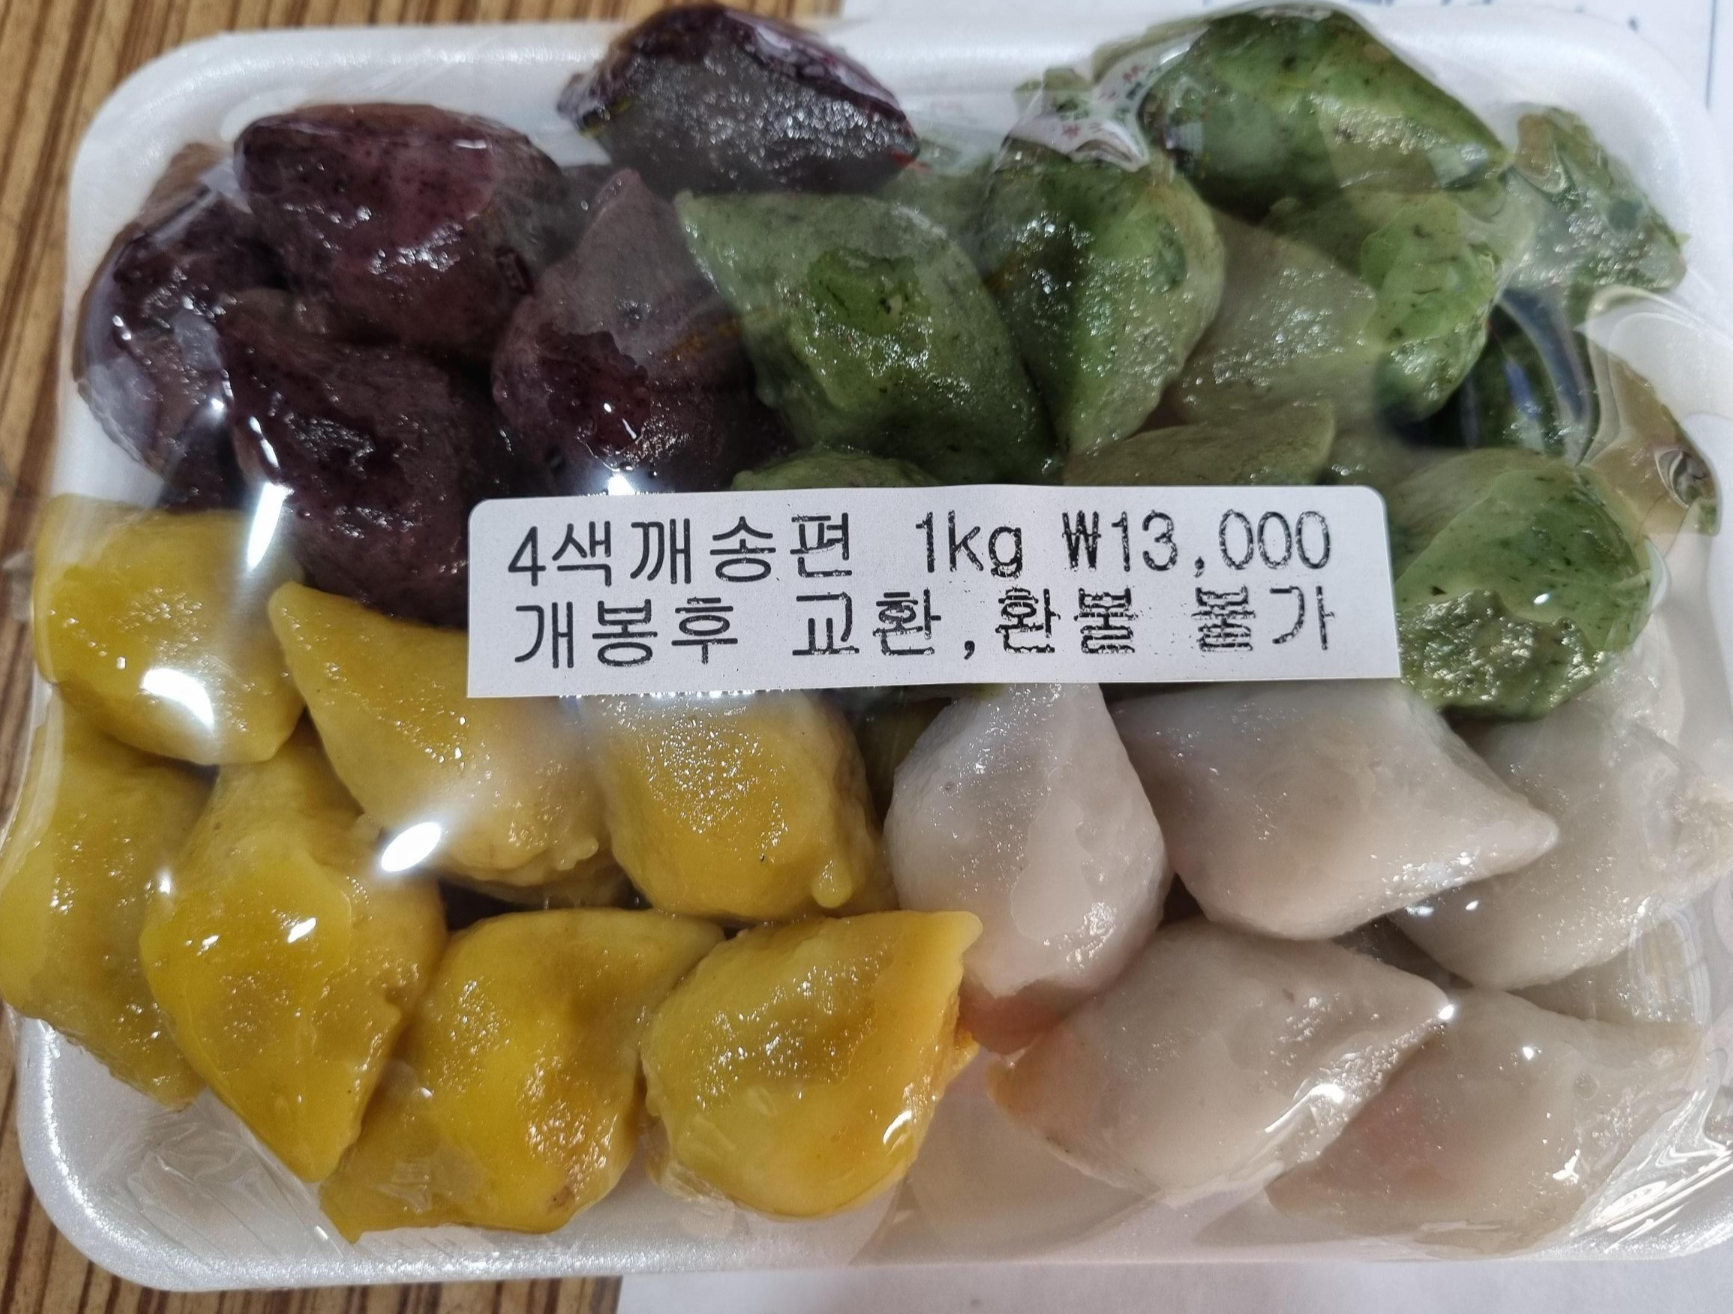 4색깨송편 1kg ₩13,000
개봉후 교환,환불 불가